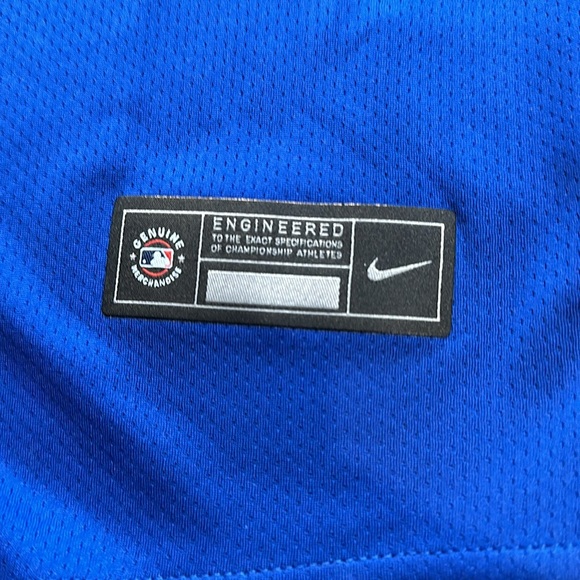 GENUINE
MERCHANDISE
ENGINEERED
TO THE EXACT SPECIFICATIONS
OF CHAMPIONSHIP ATHLETES